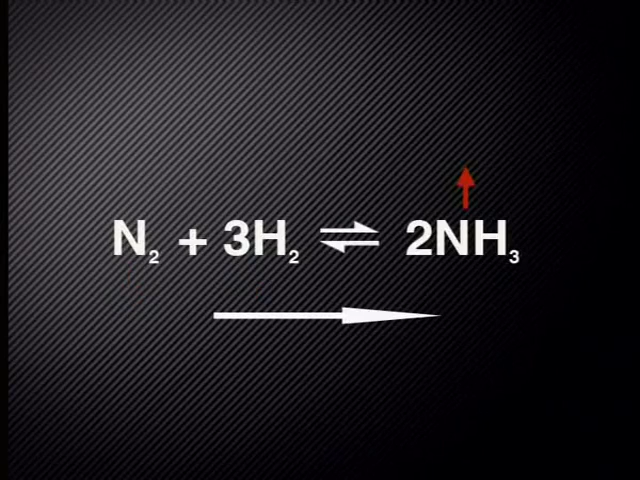 N₂ + 3H₂ ⇌ 2NH₃